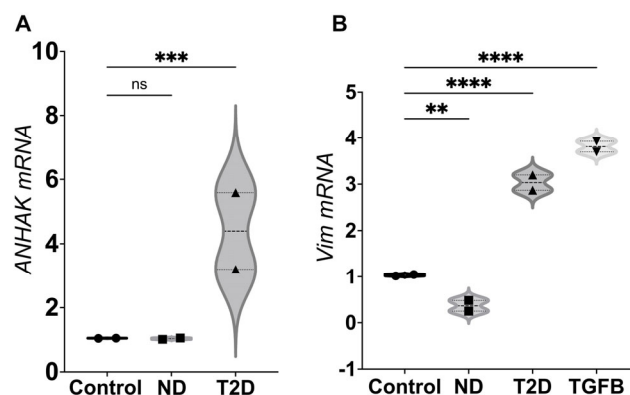 A
ANHAK mRNA
10
8
6
4
2
0
***
ns
Control ND T2D
B
Vim mRNA
5
4
3
2
1
0
-1
****
****
**
Control ND T2D TGFB